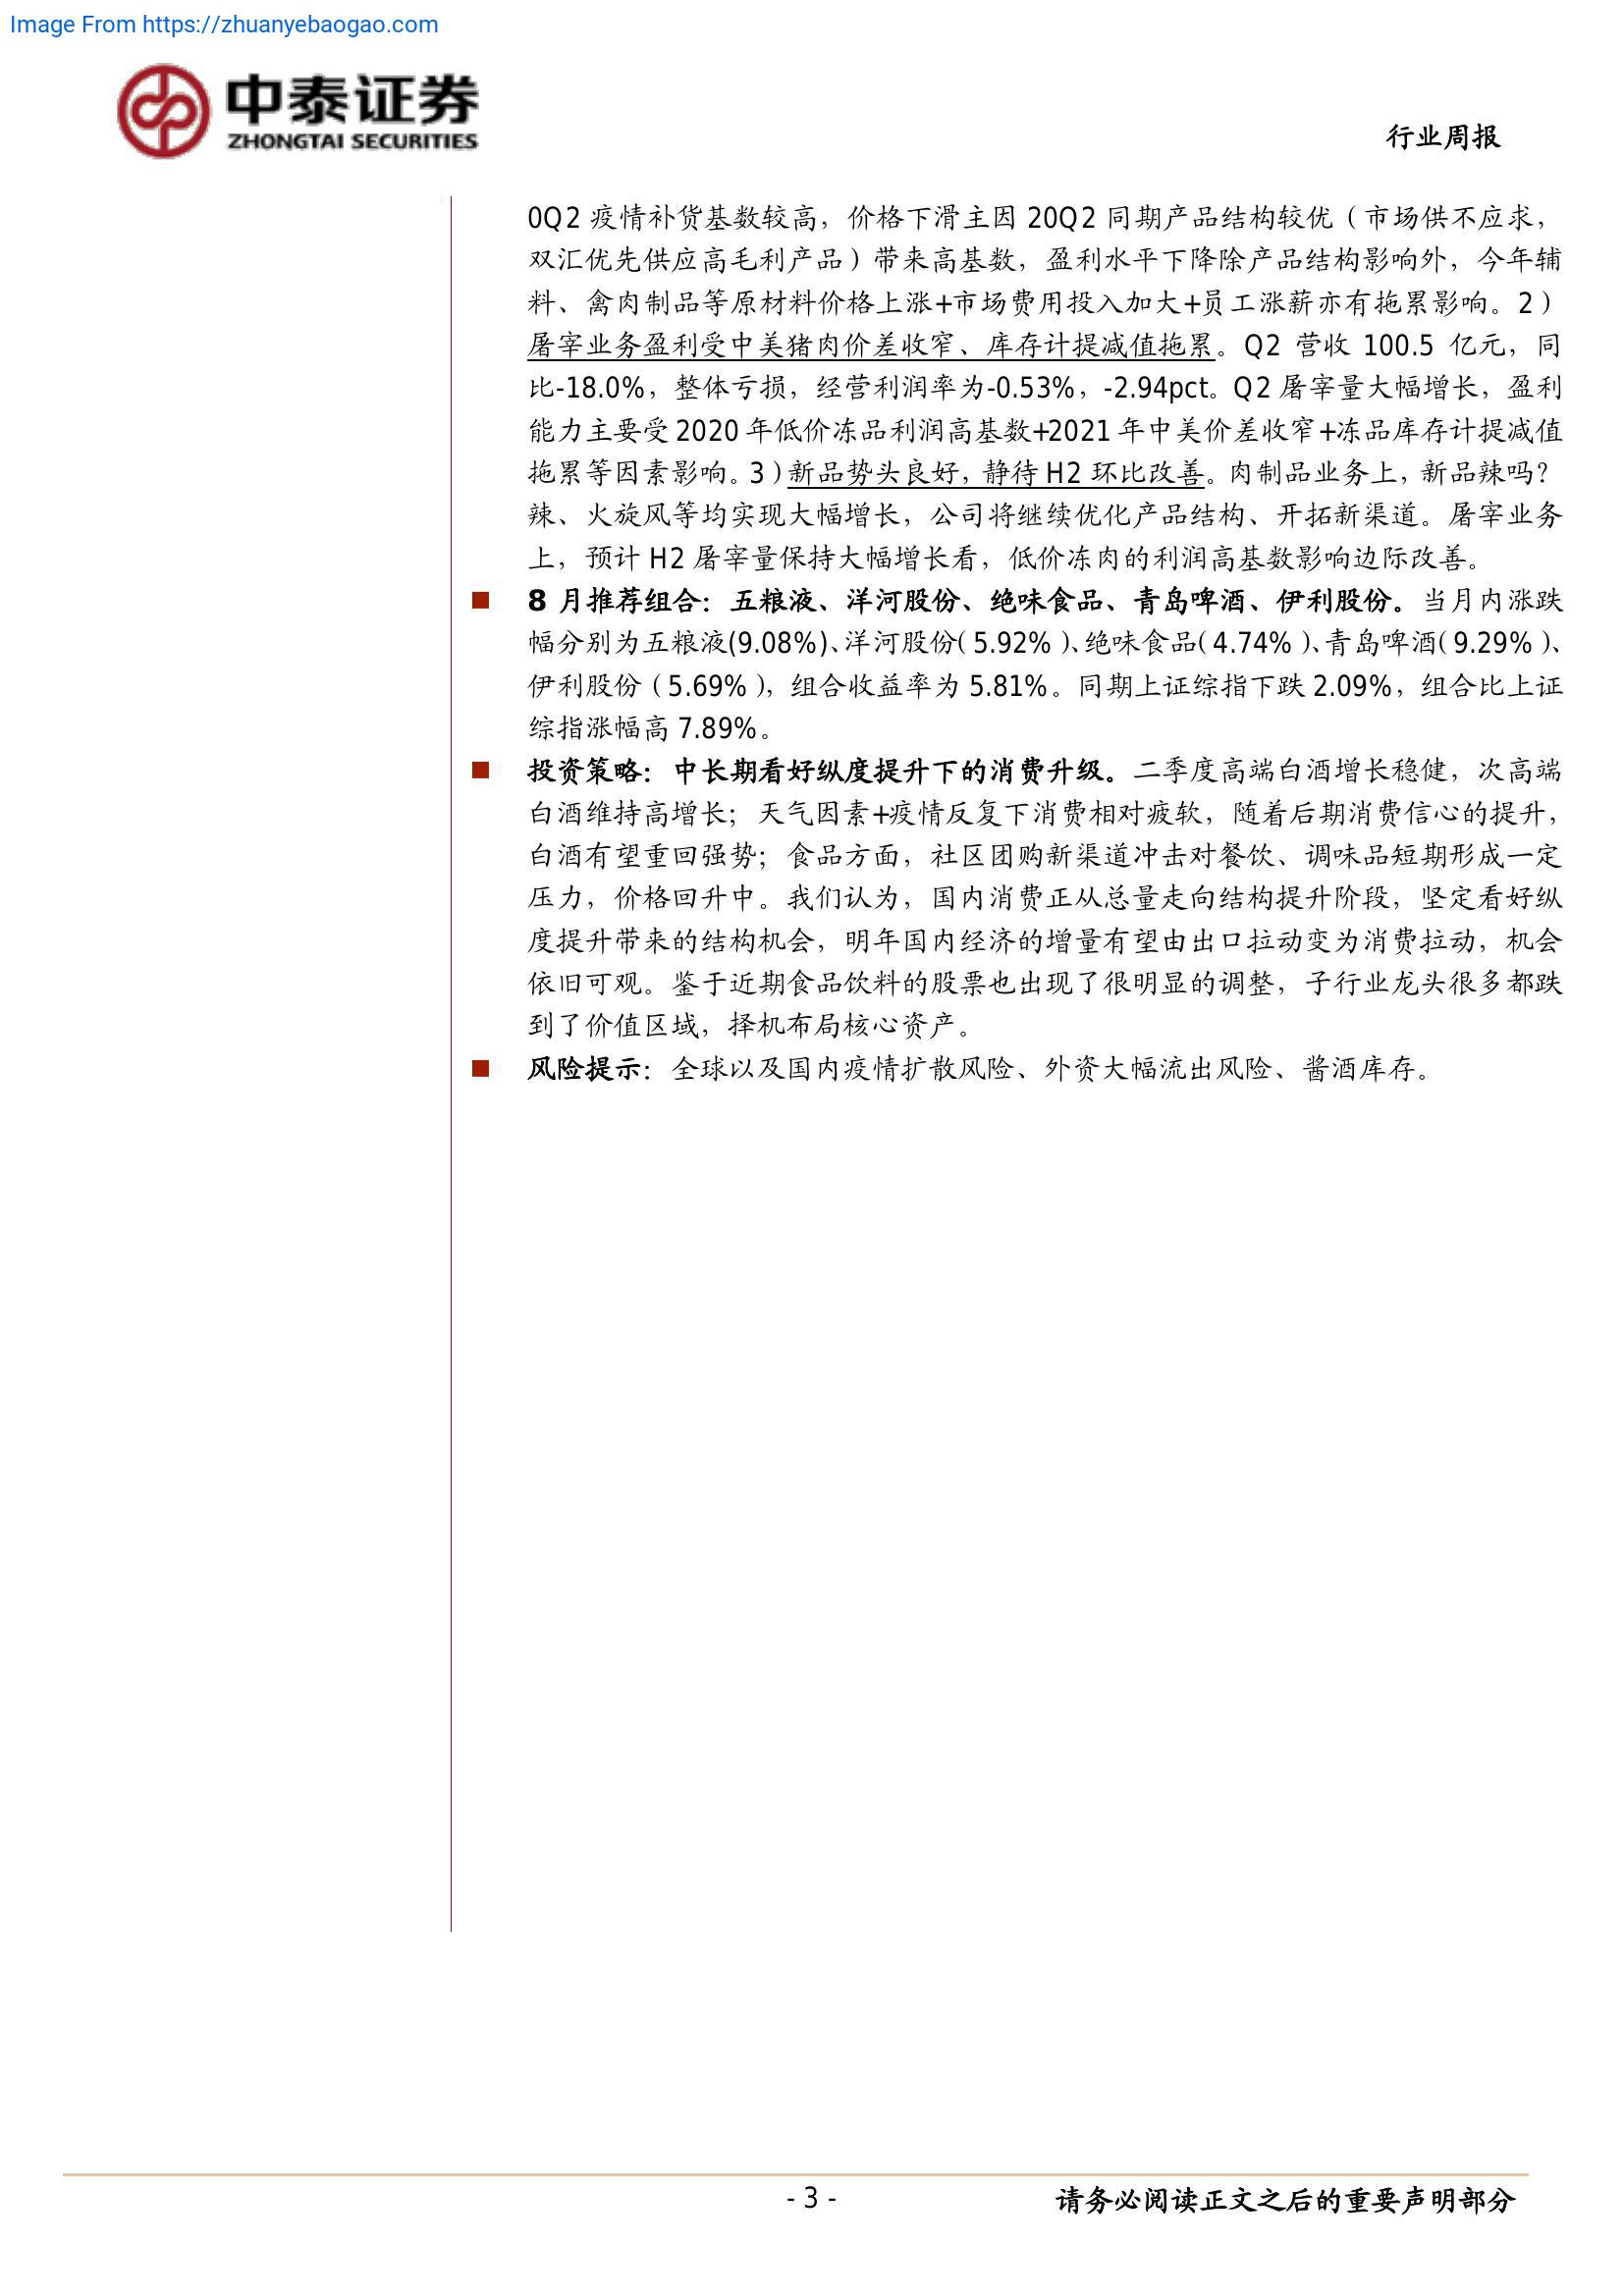 Image From https://zhuanyebaogao.com
中泰证券
ZHONGTAI SECURITIES
行业周报
0Q2 疫情补货基数较高，价格下滑主因 20Q2 同期产品结构较优（市场供不应求，
双汇优先供应高毛利产品）带来高基数，盈利水平下降除产品结构影响外，今年辅
料、禽肉制品等原材料价格上涨+市场费用投入加大+员工涨薪亦有拖累影响。2）
屠宰业务盈利受中美猪肉价差收窄、库存计提减值拖累。Q2 营收 100.5 亿元，同
比-18.0%，整体亏损，经营利润率为-0.53%，-2.94pct。Q2 屠宰量大幅增长，盈利
能力主要受 2020 年低价冻品利润高基数+2021 年中美价差收窄+冻品库存计提减值
拖累等因素影响。3）新品势头良好，静待 H2 环比改善。肉制品业务上，新品辣吗？
辣、火旋风等均实现大幅增长，公司将继续优化产品结构、开拓新渠道。屠宰业务
上，预计 H2 屠宰量保持大幅增长看，低价冻肉的利润高基数影响边际改善。
■ 8 月推荐组合：五粮液、洋河股份、绝味食品、青岛啤酒、伊利股份。当月内涨跌
幅分别为五粮液(9.08%)、洋河股份（5.92%）、绝味食品（4.74%）、青岛啤酒（9.29%）、
伊利股份（5.69%），组合收益率为 5.81%。同期上证综指下跌 2.09%，组合比上证
综指涨幅高 7.89%。
■ 投资策略：中长期看好纵度提升下的消费升级。二季度高端白酒增长稳健，次高端
白酒维持高增长；天气因素+疫情反复下消费相对疲软，随着后期消费信心的提升，
白酒有望重回强势；食品方面，社区团购新渠道冲击对餐饮、调味品短期形成一定
压力，价格回升中。我们认为，国内消费正从总量走向结构提升阶段，坚定看好纵
度提升带来的结构机会，明年国内经济的增量有望由出口拉动变为消费拉动，机会
依旧可观。鉴于近期食品饮料的股票也出现了很明显的调整，子行业龙头很多都跌
到了价值区域，择机布局核心资产。
■ 风险提示：全球以及国内疫情扩散风险、外资大幅流出风险、酱酒库存。
- 3 -
请务必阅读正文之后的重要声明部分